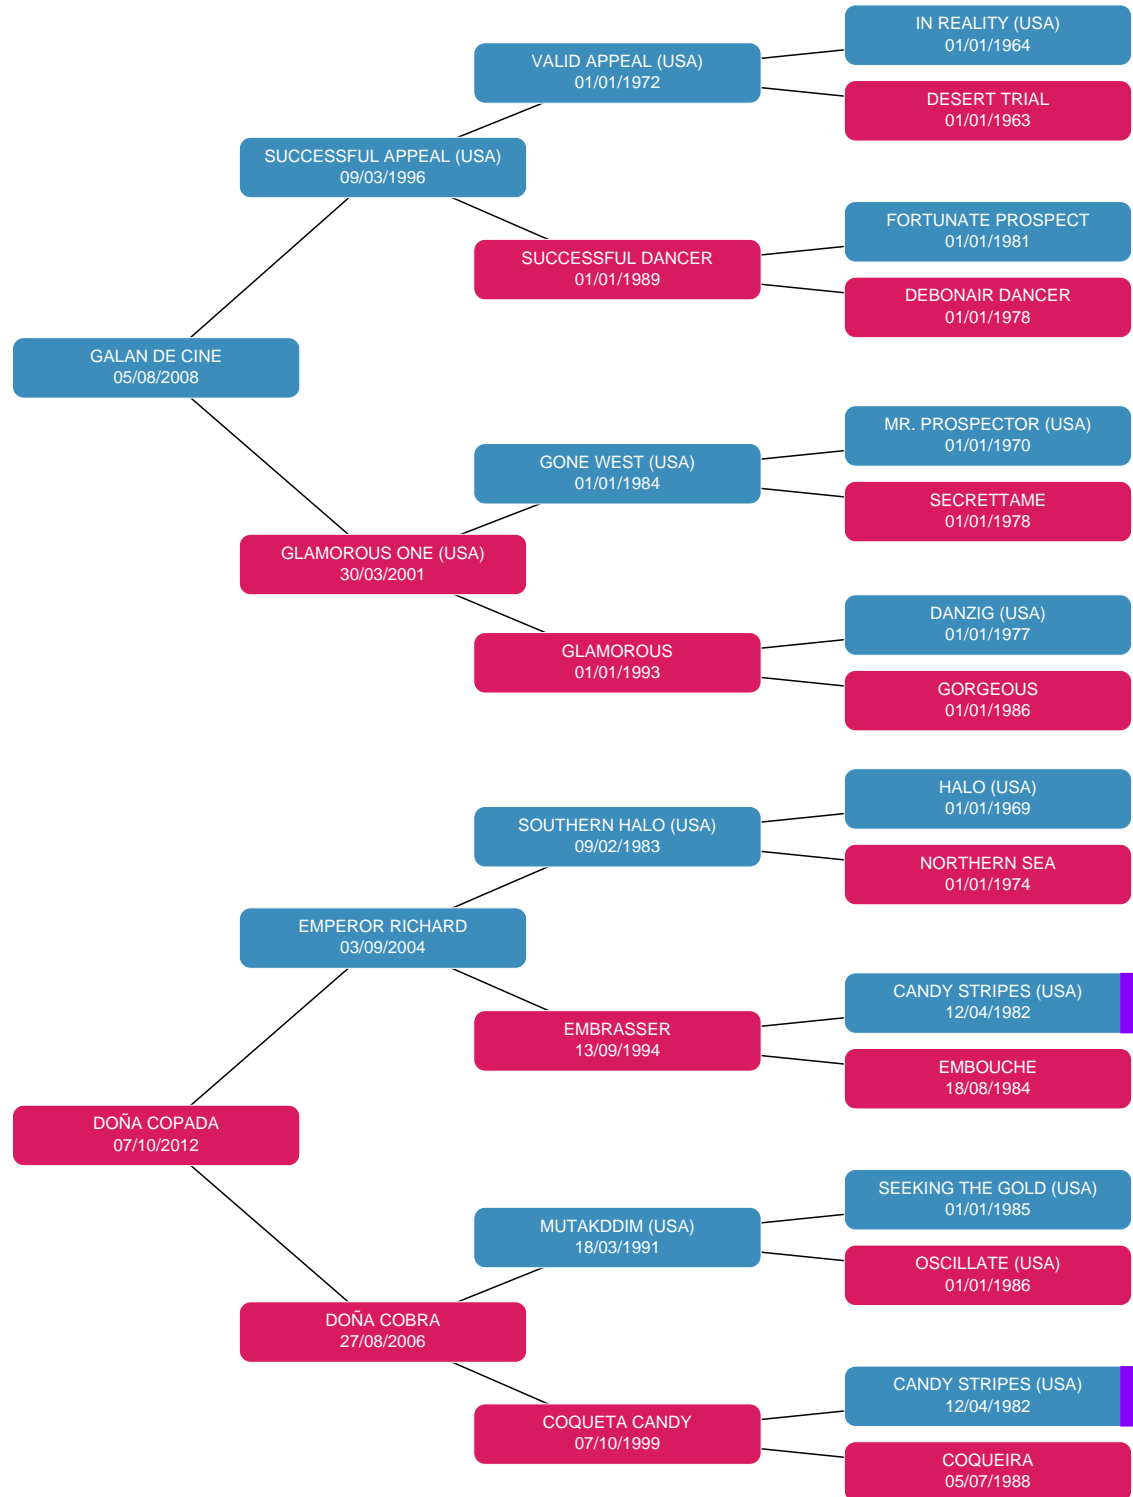 IN REALITY (USA)
01/01/1964
VALID APPEAL (USA)
01/01/1972
DESERT TRIAL
01/01/1963
SUCCESSFUL APPEAL (USA)
09/03/1996
FORTUNATE PROSPECT
01/01/1981
SUCCESSFUL DANCER
01/01/1989
DEBONAIR DANCER
01/01/1978
GALAN DE CINE
05/08/2008
MR. PROSPECTOR (USA)
01/01/1970
GONE WEST (USA)
01/01/1984
SECRETTAME
01/01/1978
GLAMOROUS ONE (USA)
30/03/2001
DANZIG (USA)
01/01/1977
GLAMOROUS
01/01/1993
GORGEOUS
01/01/1986
HALO (USA)
01/01/1969
SOUTHERN HALO (USA)
09/02/1983
NORTHERN SEA
01/01/1974
EMPEROR RICHARD
03/09/2004
CANDY STRIPES (USA)
12/04/1982
EMBRASSER
13/09/1994
EMBOUCHE
18/08/1984
DOÑA COPADA
07/10/2012
SEEKING THE GOLD (USA)
01/01/1985
MUTAKDDIM (USA)
18/03/1991
OSCILLATE (USA)
01/01/1986
DOÑA COBRA
27/08/2006
CANDY STRIPES (USA)
12/04/1982
COQUETA CANDY
07/10/1999
COQUEIRA
05/07/1988